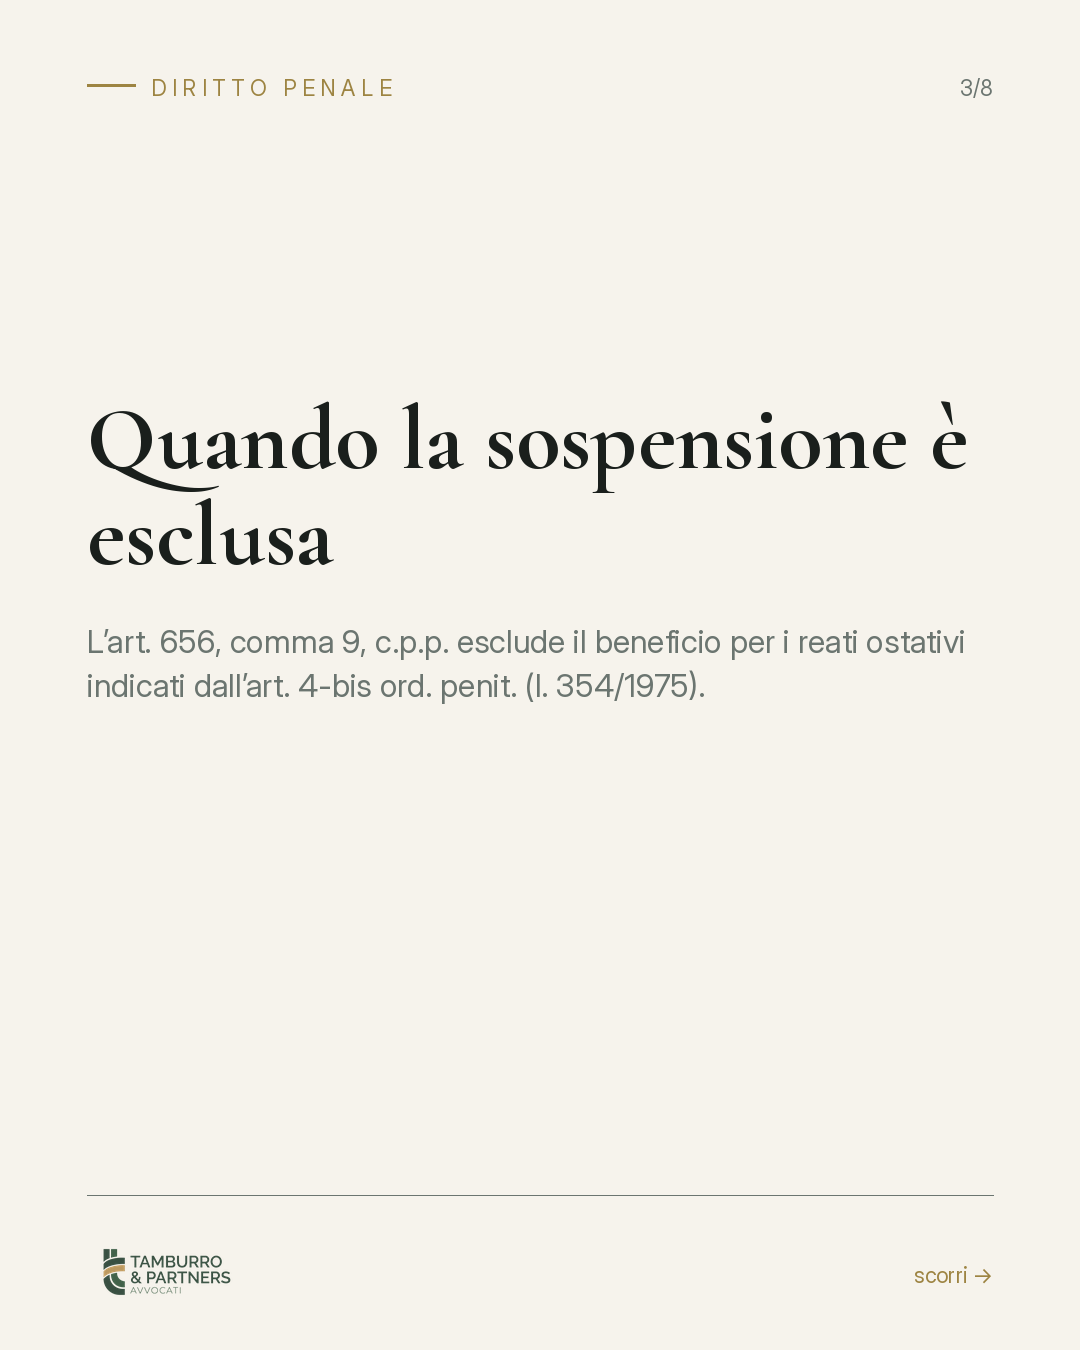 DIRITTO PENALE
3/8
Quando la sospensione è
esclusa
L’art. 656, comma 9, c.p.p. esclude il beneficio per i reati ostativi
indicati dall’art. 4-bis ord. penit. (l. 354/1975).
TAMBURRO
& PARTNERS
AVVOCATI
scorri →